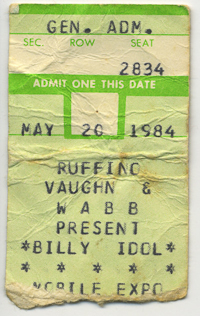 GEN. ADM.
SEC. ROW SEAT
2834
ADMIT ONE THIS DATE
MAY 20 1984
RUFFINO
VAUGHN &
WABB
PRESENT
*BILLY IDOL*
* * * * * *
MOBILE EXPO